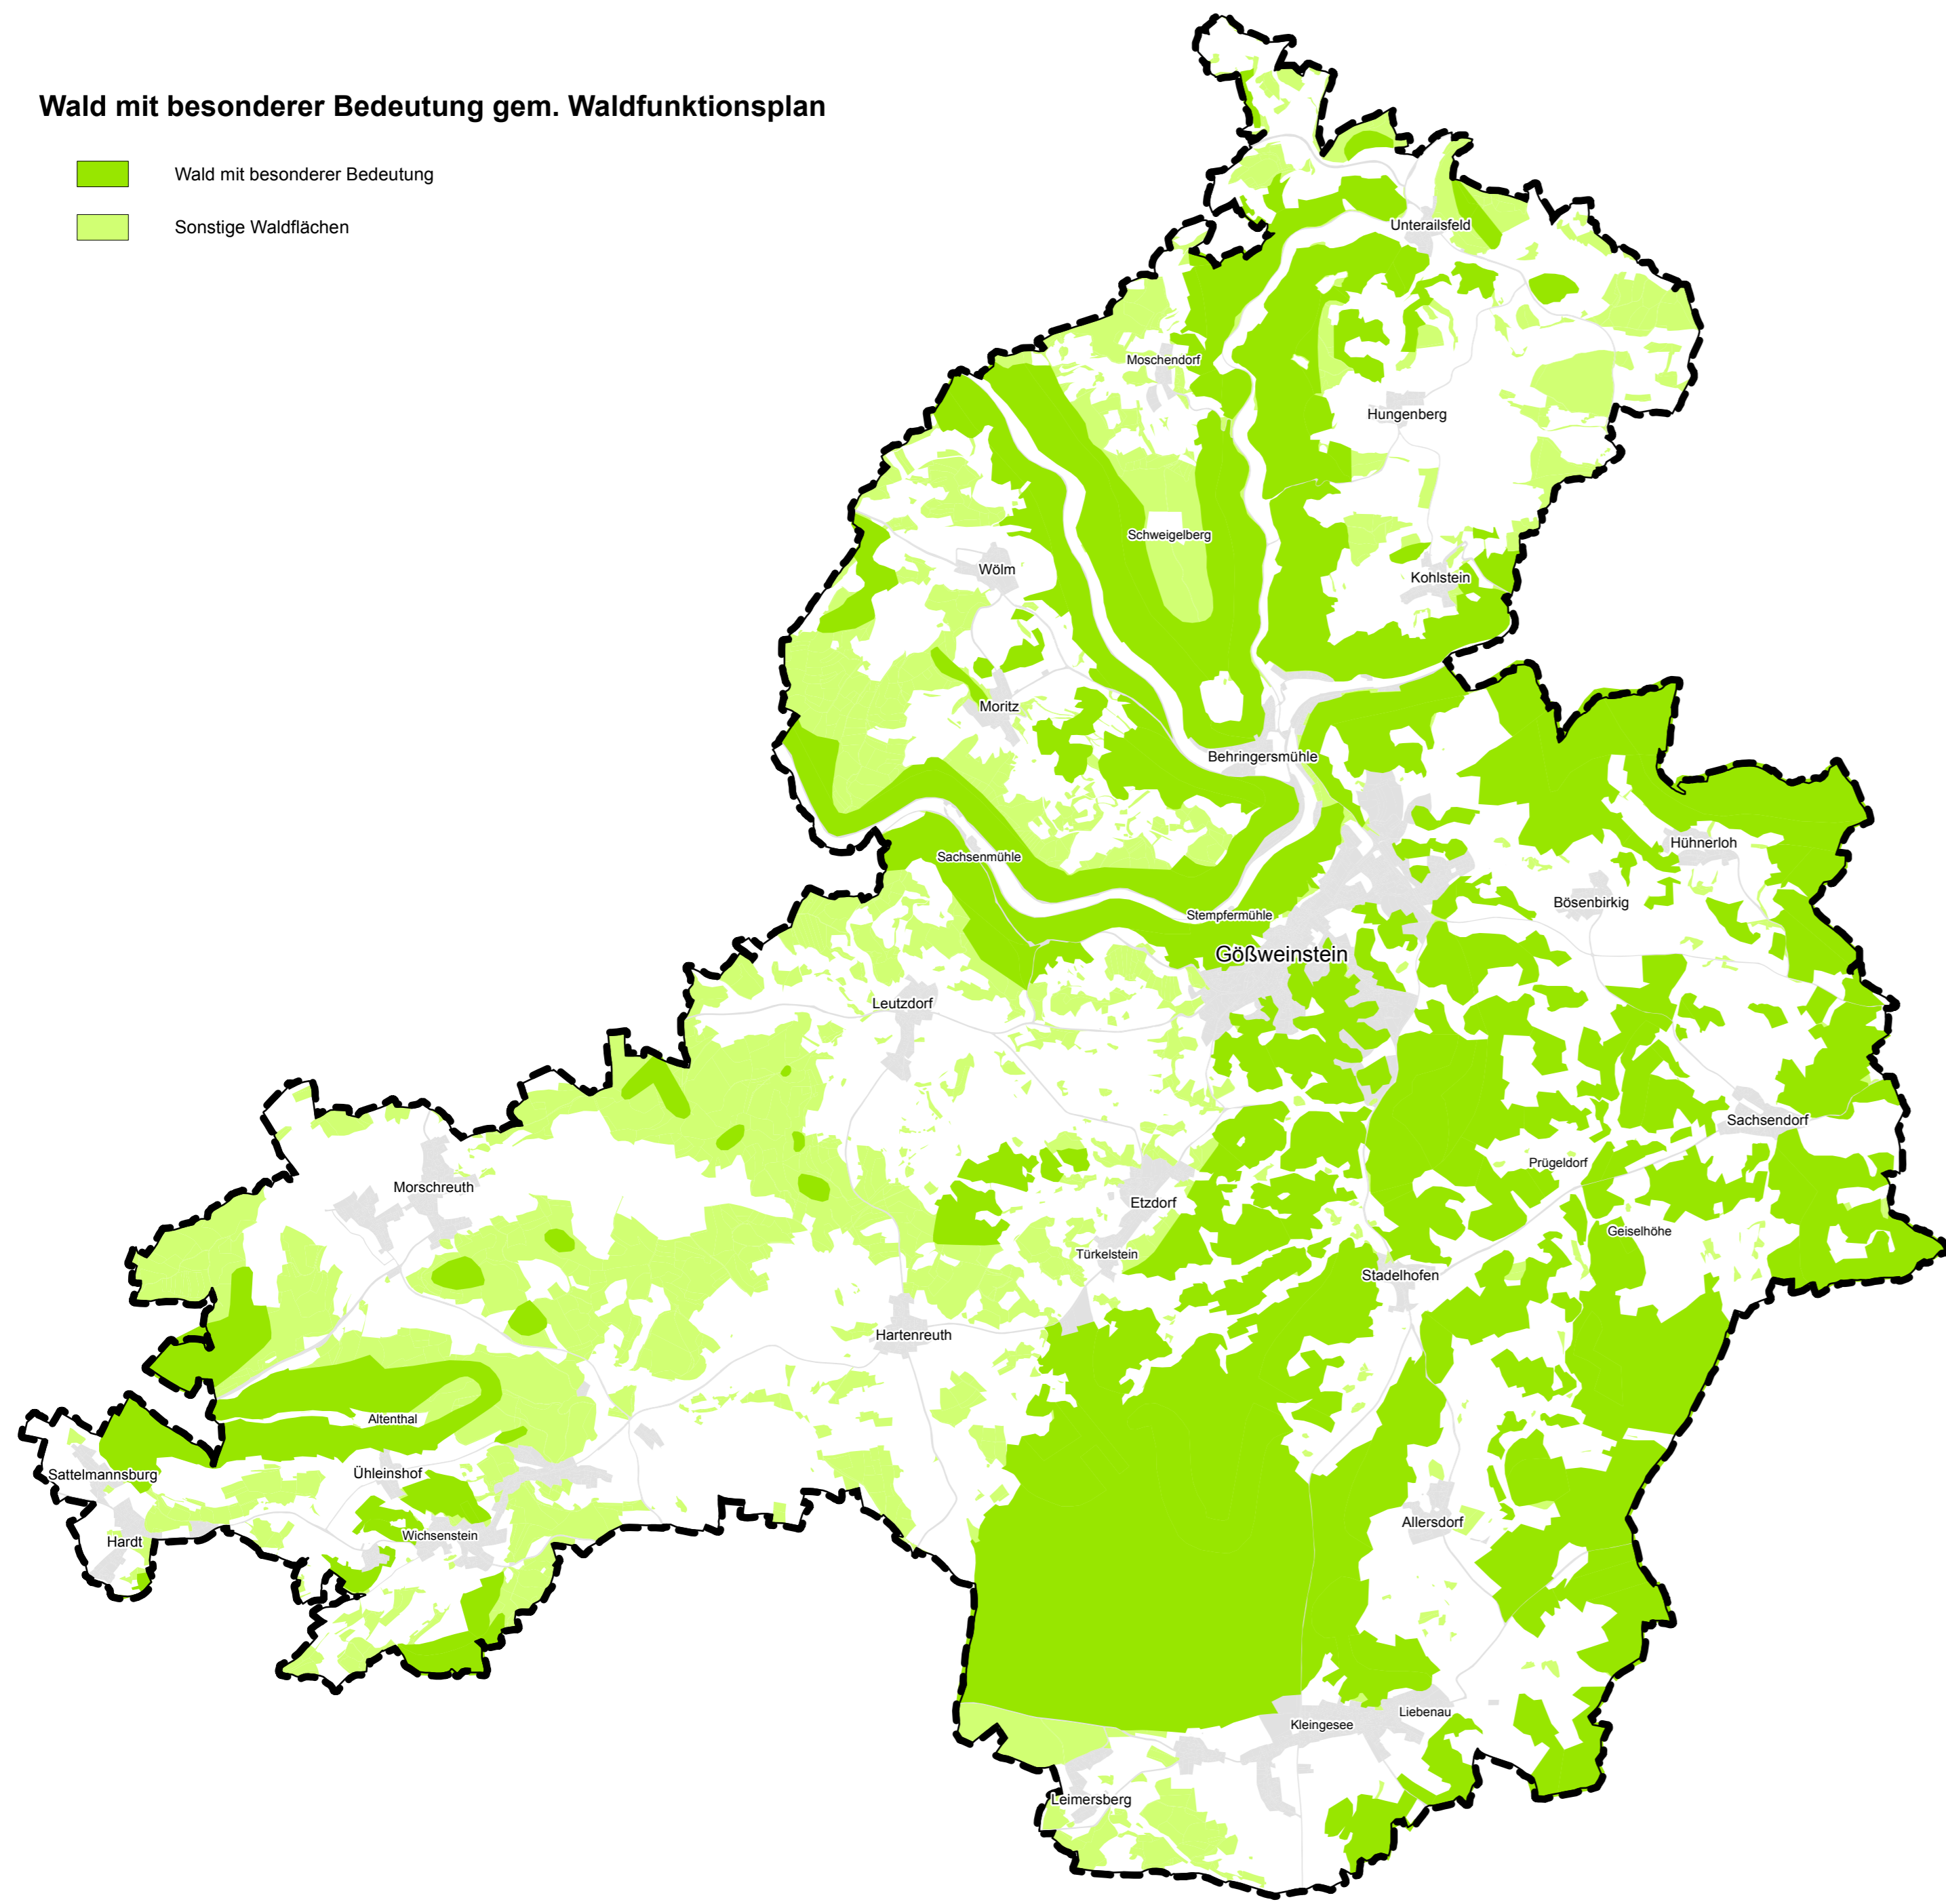 Wald mit besonderer Bedeutung gem. Waldfunktionsplan
Wald mit besonderer Bedeutung
Sonstige Waldflächen
Unterailsfeld
Moschendorf
Hungenberg
Schweigelberg
Wölm
Kohlstein
Moritz
Behringersmühle
Hühnerloh
Sachsenmühle
Bösenbirkig
Stempfermühle
Gößweinstein
Leutzdorf
Sachsendorf
Prügeldorf
Morschreuth
Etzdorf
Geiselhöhe
Türkelstein
Stadelhofen
Hartenreuth
Altenthal
Sattelmannsburg
Ühleinshof
Allersdorf
Wichsenstein
Hardt
Liebenau
Kleingesee
Leimersberg